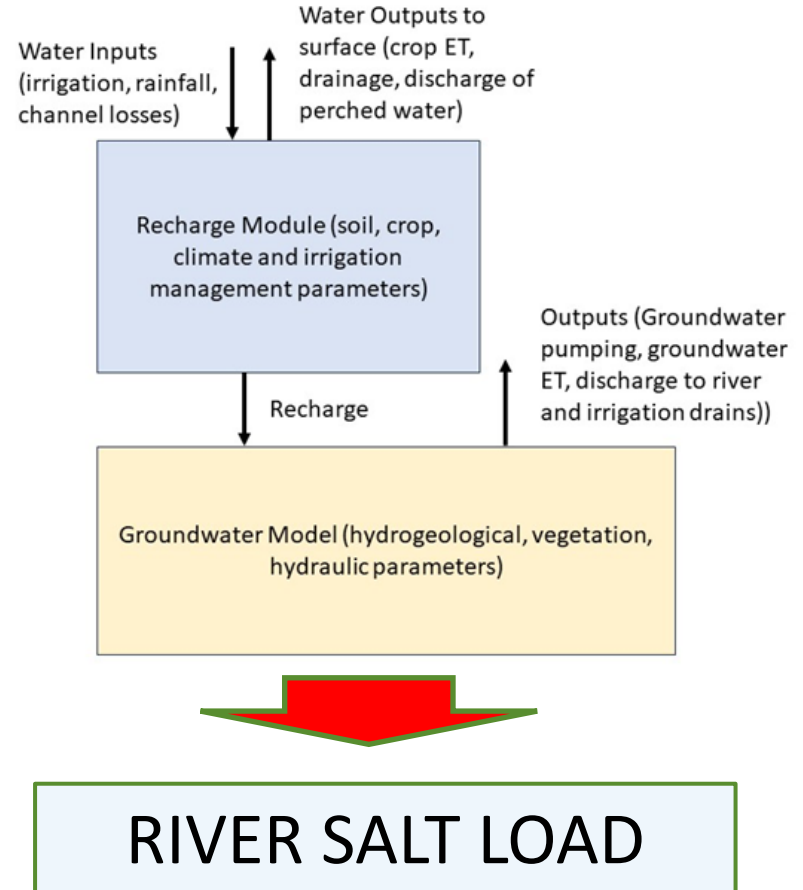 Water Inputs
(irrigation, rainfall,
channel losses)
Water Outputs to
surface (crop ET,
drainage, discharge of
perched water)
Recharge Module (soil, crop,
climate and irrigation
management parameters)
Recharge
Outputs (Groundwater
pumping, groundwater
ET, discharge to river
and irrigation drains))
Groundwater Model (hydrogeological, vegetation,
hydraulic parameters)
RIVER SALT LOAD